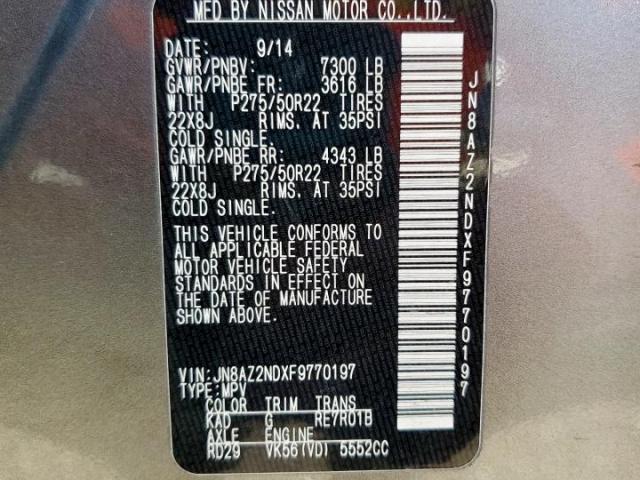 MFD BY NISSAN MOTOR CO.,LTD.
DATE: 9/14
GVWR/PNBV: 7300 LB
GAWR/PNBE FR: 3616 LB
WITH P275/50R22 TIRES
22X8J RIMS. AT 35PSI
COLD SINGLE.
GAWR/PNBE RR: 4343 LB
WITH P275/50R22 TIRES
22X8J RIMS. AT 35PSI
COLD SINGLE.
THIS VEHICLE CONFORMS TO
ALL APPLICABLE FEDERAL
MOTOR VEHICLE SAFETY
STANDARDS IN EFFECT ON
THE DATE OF MANUFACTURE
SHOWN ABOVE.
VIN:JN8AZ2NDXF9770197
TYPE:MPV
COLOR TRIM TRANS
KAD G RE7R01B
AXLE ENGINE
RD29 VK56(VD) 5552CC
JN8AZ2NDXF9770197